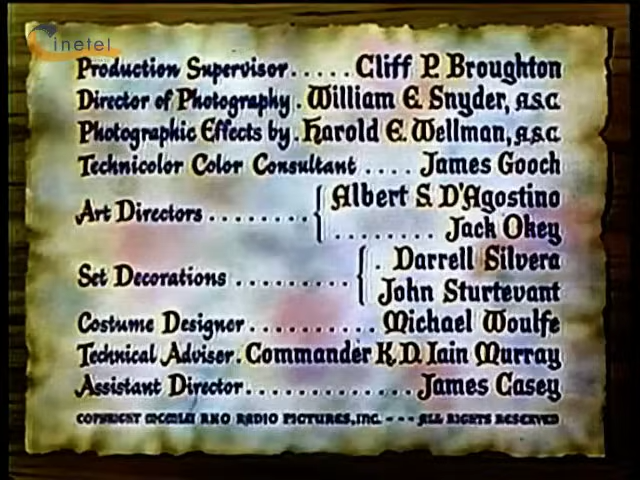 Cinetel
Production Supervisor ..... Cliff P. Broughton
Director of Photography . William E. Snyder, A.S.C.
Photographic Effects by . Harold E. Wellman, A.S.C.
Technicolor Color Consultant .... James Gooch
Art Directors ........ { Albert S. D'Agostino
........ Jack Okey
Set Decorations ......... { . Darrell Silvera
John Sturtevant
Costume Designer .......... Michael Woulfe
Technical Advisor . Commander K.D. Iain Murray
Assistant Director ............. James Casey
COPYRIGHT MCMLII RKO RADIO PICTURES, INC. - - - ALL RIGHTS RESERVED